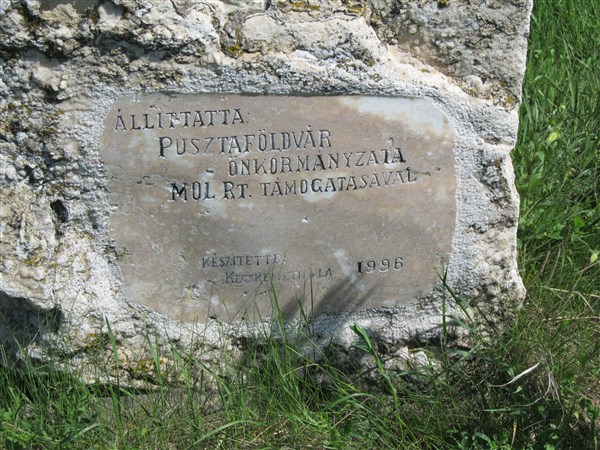 ÁLLÍTTATTA:
PUSZTAFÖLDVÁR
ÖNKORMÁNYZATA
MOL RT. TÁMOGATÁSÁVAL
KÉSZÍTETTE:
1996